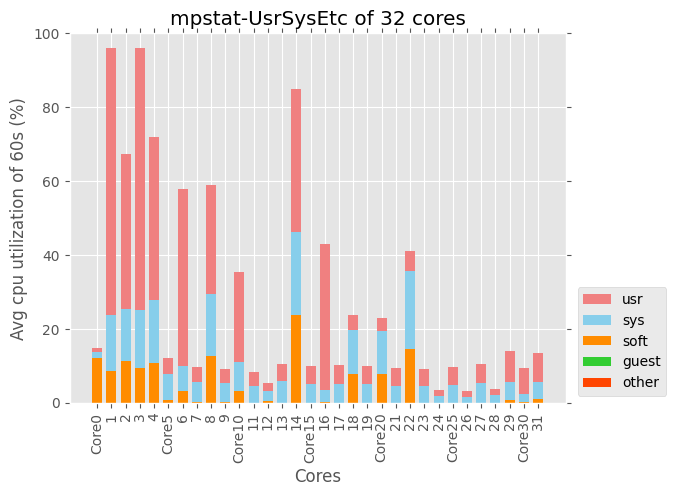 mpstat-UsrSysEtc of 32 cores
100
80
60
40
20
0
Avg cpu utilization of 60s (%)
Core0
1
2
3
4
Core5
6
7
8
9
Core10
11
12
13
14
Core15
16
17
18
19
Core20
21
22
23
24
Core25
26
27
28
29
Core30
31
Cores
usr
sys
soft
guest
other